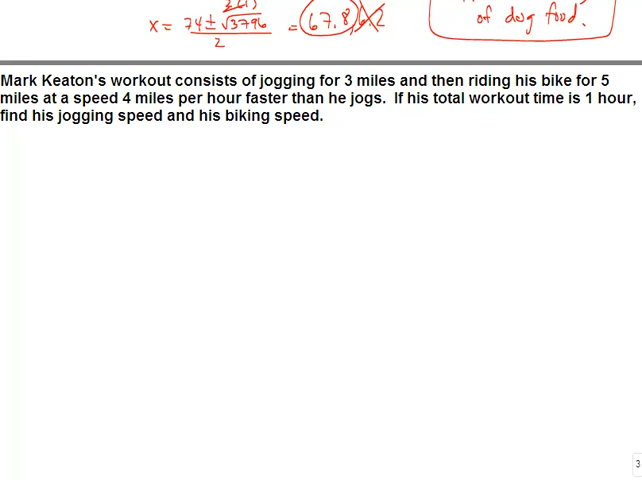 x = 74 ± √3796 = 67.8, 6.2
2
of dog food.
Mark Keaton's workout consists of jogging for 3 miles and then riding his bike for 5
miles at a speed 4 miles per hour faster than he jogs.  If his total workout time is 1 hour,
find his jogging speed and his biking speed.
3